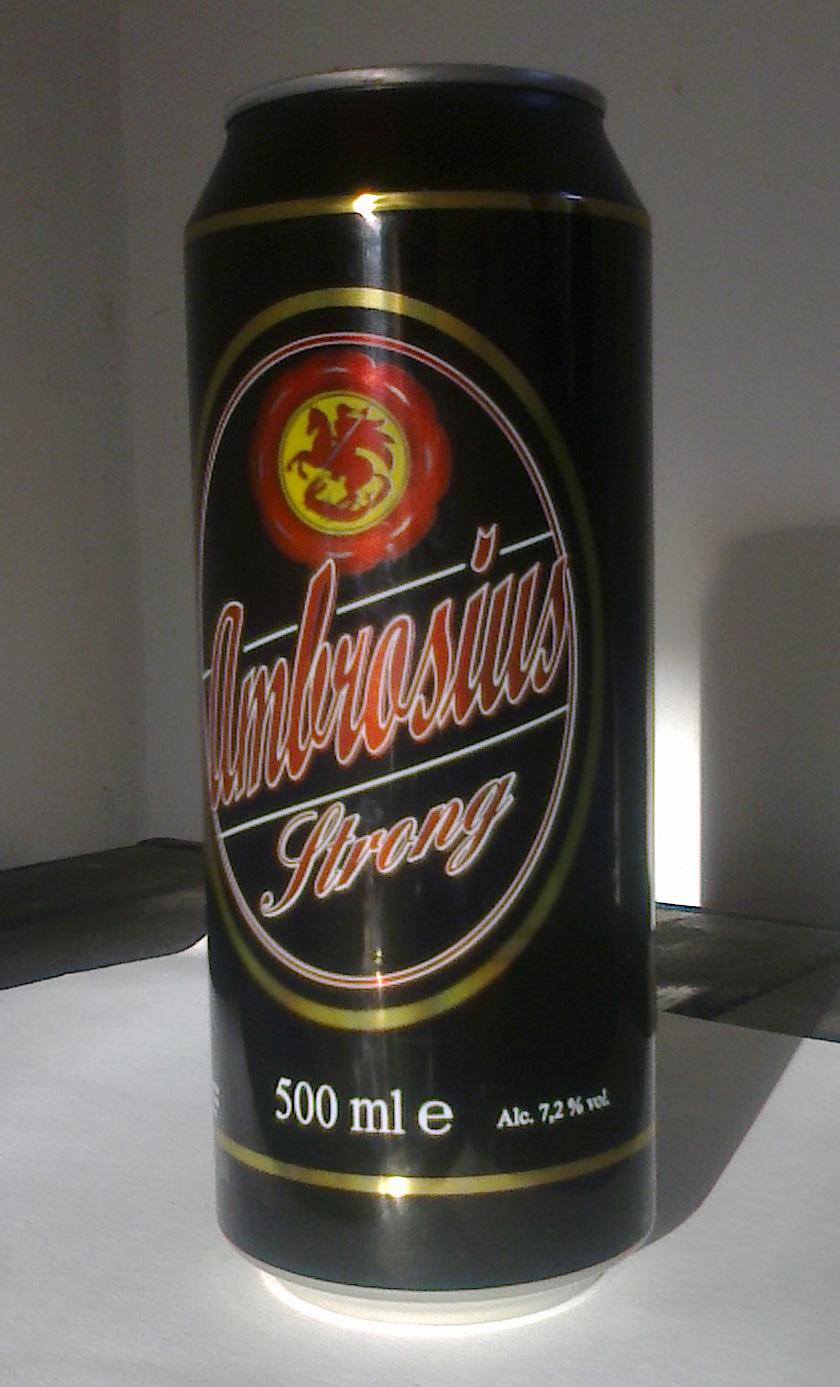 Ambrosius
Strong
500 ml e
Alc. 7,2 % vol.